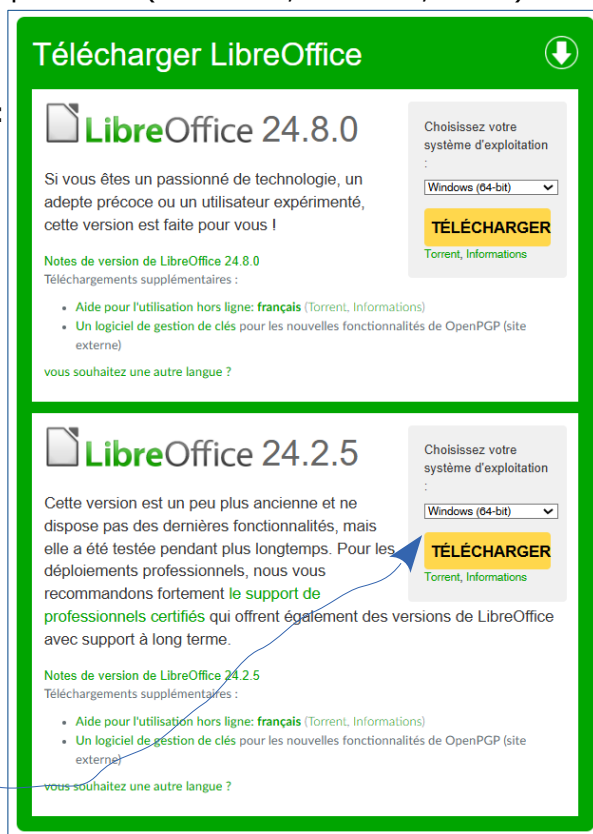 Télécharger LibreOffice
LibreOffice 24.8.0
Si vous êtes un passionné de technologie, un
adepte précoce ou un utilisateur expérimenté,
cette version est faite pour vous !
Notes de version de LibreOffice 24.8.0
Téléchargements supplémentaires :
Aide pour l'utilisation hors ligne: français (Torrent, Informations)
Un logiciel de gestion de clés pour les nouvelles fonctionnalités de OpenPGP (site
externe)
vous souhaitez une autre langue ?
Choisissez votre
système d'exploitation
:
Windows (64-bit)
TÉLÉCHARGER
Torrent, Informations
LibreOffice 24.2.5
Cette version est un peu plus ancienne et ne
dispose pas des dernières fonctionnalités, mais
elle a été testée pendant plus longtemps. Pour les
déploiements professionnels, nous vous
recommandons fortement le support de
professionnels certifiés qui offrent également des versions de LibreOffice
avec support à long terme.
Notes de version de LibreOffice 24.2.5
Téléchargements supplémentaires :
Aide pour l'utilisation hors ligne: français (Torrent, Informations)
Un logiciel de gestion de clés pour les nouvelles fonctionnalités de OpenPGP (site
externe)
vous souhaitez une autre langue ?
Choisissez votre
système d'exploitation
:
Windows (64-bit)
TÉLÉCHARGER
Torrent, Informations